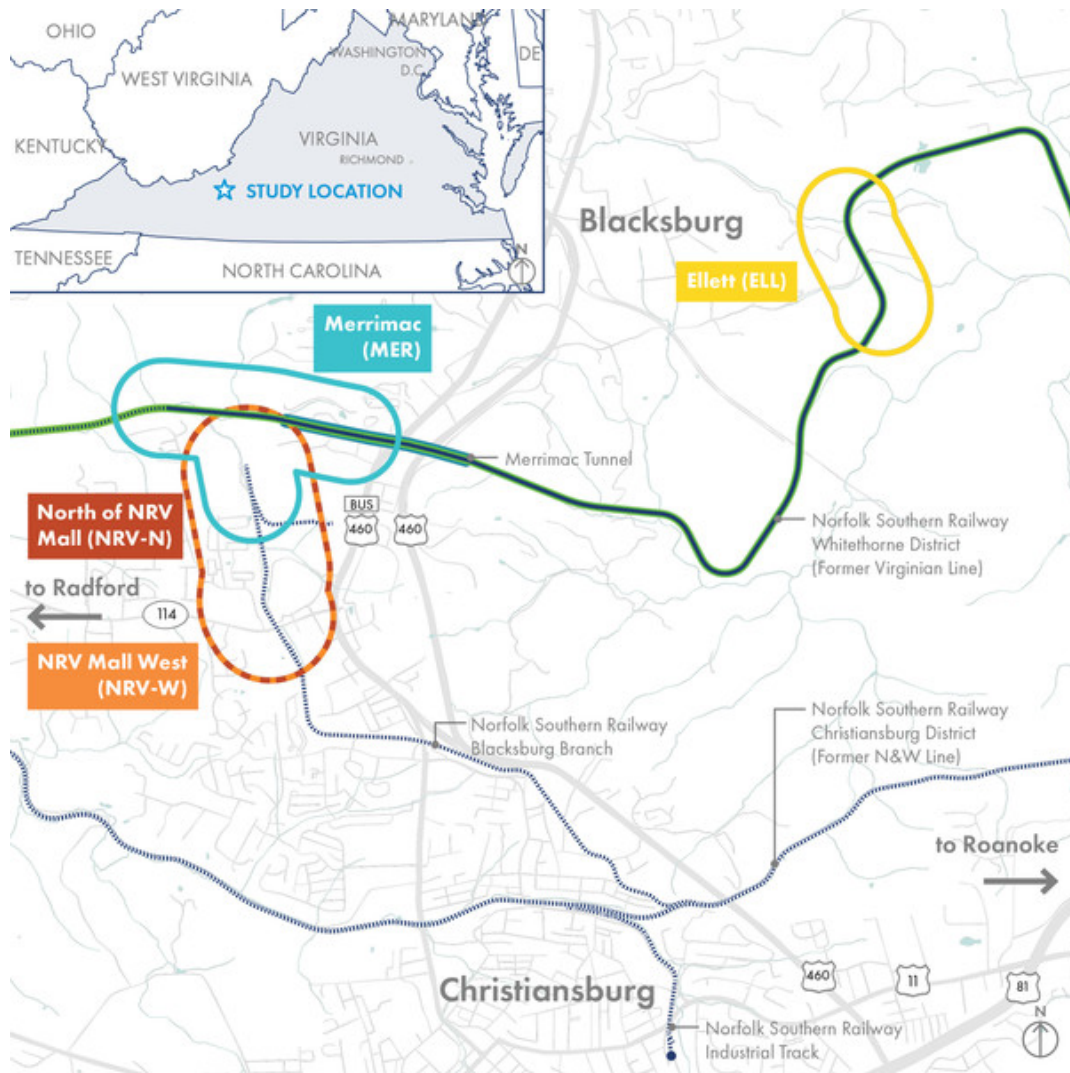 OHIO
MARYLAND
WASHINGTON
D.C.
DE
WEST VIRGINIA
KENTUCKY
VIRGINIA
RICHMOND
STUDY LOCATION
TENNESSEE
NORTH CAROLINA
N
Blacksburg
Ellett (ELL)
Merrimac
(MER)
Merrimac Tunnel
North of NRV
Mall (NRV-N)
BUS
460
460
Norfolk Southern Railway
Whitethorne District
(Former Virginian Line)
to Radford
114
NRV Mall West
(NRV-W)
Norfolk Southern Railway
Blacksburg Branch
Norfolk Southern Railway
Christiansburg District
(Former N&W Line)
to Roanoke
Christiansburg
460
11
81
Norfolk Southern Railway
Industrial Track
N